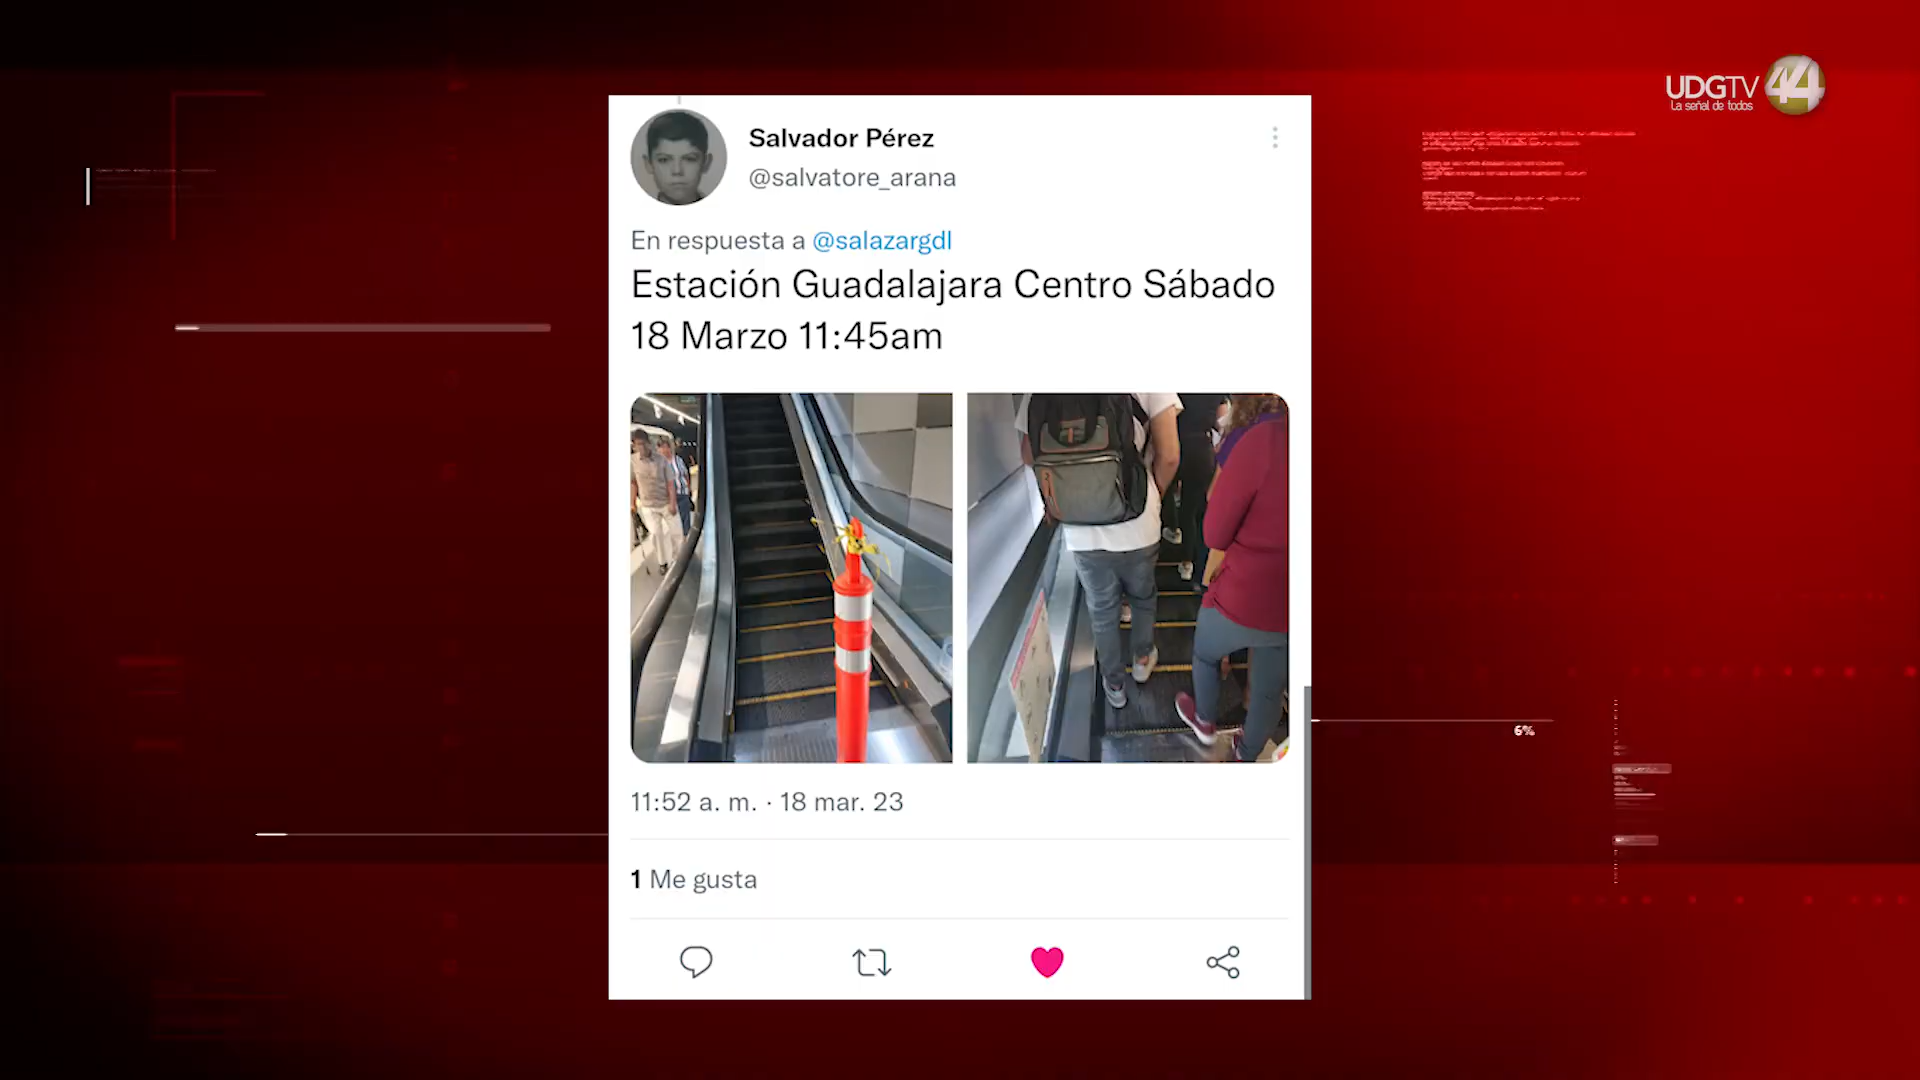 UDGTV 44
La señal de todos
Salvador Pérez
@salvatore_arana
En respuesta a @salazargdl
Estación Guadalajara Centro Sábado
18 Marzo 11:45am
11:52 a. m. · 18 mar. 23
1 Me gusta
6%